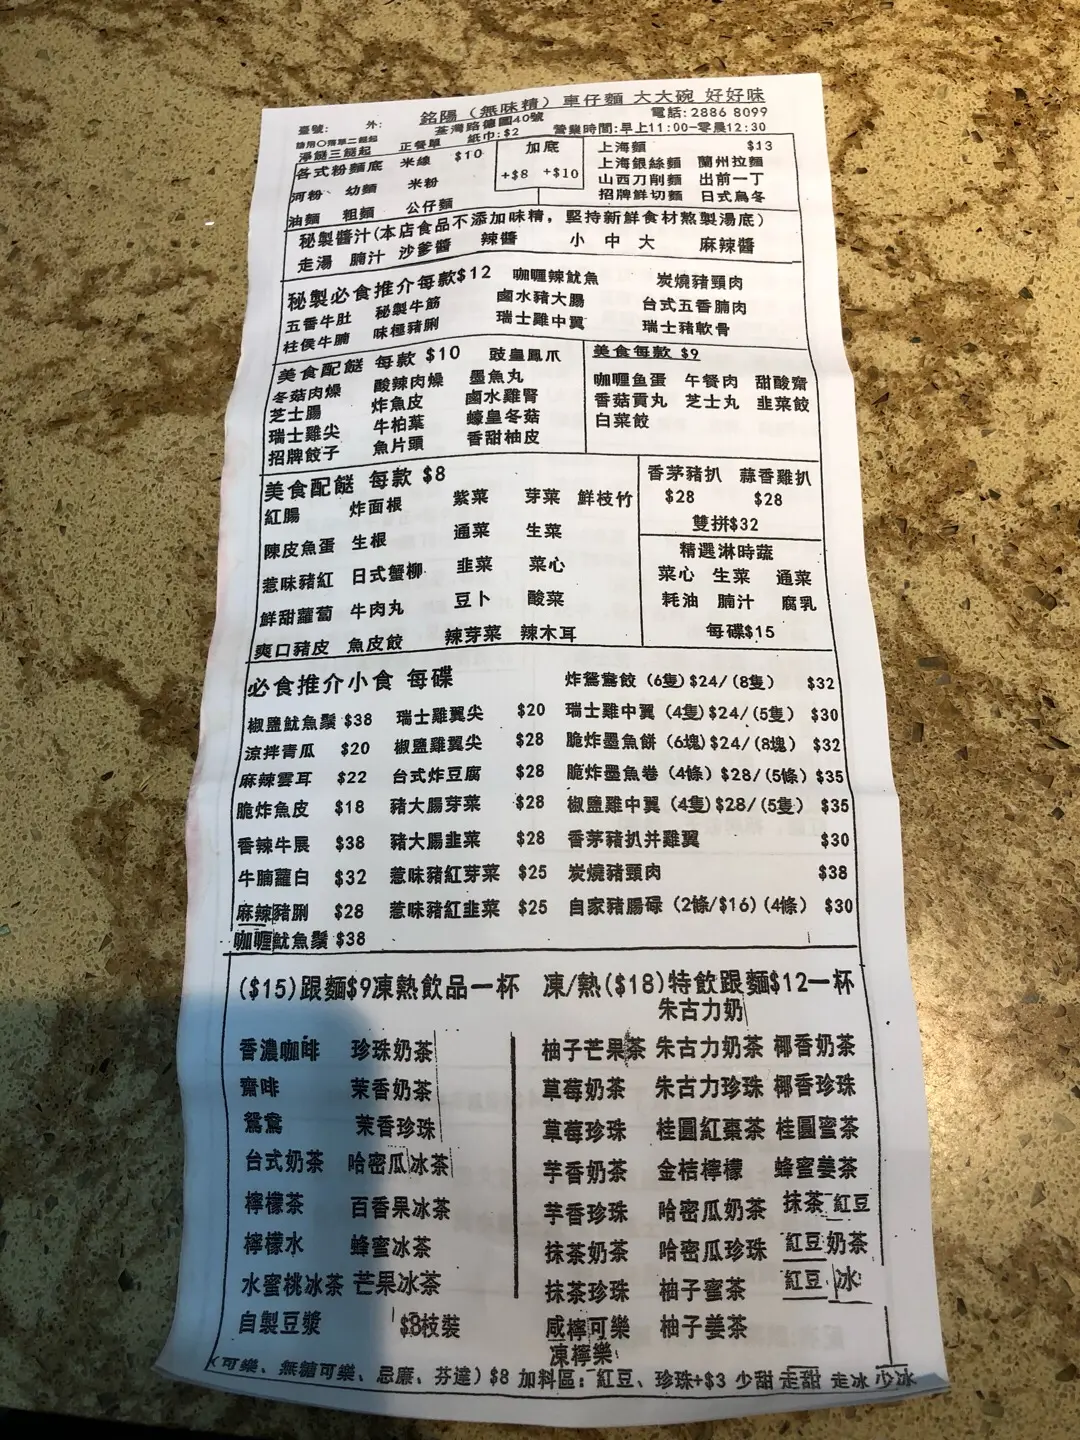 銘陽（無味精）車仔麵 大大碗 好好味
臺號： 外： 荃灣路德圍40號 電話:2886 8099
正餐單 紙巾:$2 營業時間:早上11:00-零晨12:30
淨餸三餸起
各式粉麵底 米線 $10
河粉 幼麵 米粉
油麵 粗麵 公仔麵
加底
+$8 +$10
上海麵 $13
上海銀絲麵 蘭州拉麵
山西刀削麵 出前一丁
招牌鮮切麵 日式烏冬
秘製醬汁(本店食品不添加味精，堅持新鮮食材熬製湯底)
走湯 腩汁 沙爹醬 辣醬 小 中 大 麻辣醬
秘製必食推介每款$12 咖喱辣魷魚 炭燒豬頸肉
五香牛肚 秘製牛筋 鹵水豬大腸 台式五香腩肉
柱侯牛腩 味極豬脷 瑞士雞中翼 瑞士豬軟骨
美食配餸 每款 $10 豉皇鳳爪
冬菇肉燥 酸辣肉燥 墨魚丸
芝士腸 炸魚皮 鹵水雞腎
瑞士雞尖 牛柏葉 蠔皇冬菇
招牌餃子 魚片頭 香甜柚皮
美食每款 $9
咖喱鱼蛋 午餐肉 甜酸齋
香菇貢丸 芝士丸 韭菜餃
白菜餃
美食配餸 每款 $8
紅腸 炸面根 紫菜 芽菜 鮮枝竹
陳皮魚蛋 生根 通菜 生菜
惹味豬紅 日式蟹柳 韭菜 菜心
鮮甜蘿蔔 牛肉丸 豆卜 酸菜
爽口豬皮 魚皮餃 辣芽菜 辣木耳
香茅豬扒 蒜香雞扒
$28 $28
雙拼$32
精選淋時蔬
菜心 生菜 通菜
耗油 腩汁 腐乳
每碟$15
必食推介小食 每碟 炸鴛鴦餃 (6隻)$24/(8隻) $32
椒鹽魷魚鬚 $38 瑞士雞翼尖 $20 瑞士雞中翼 (4隻)$24/(5隻) $30
涼拌青瓜 $20 椒鹽雞翼尖 $28 脆炸墨魚餅 (6塊)$24/(8塊) $32
麻辣雲耳 $22 台式炸豆腐 $28 脆炸墨魚卷 (4條)$28/(5條) $35
脆炸魚皮 $18 豬大腸芽菜 $28 椒鹽雞中翼 (4隻)$28/(5隻) $35
香辣牛展 $38 豬大腸韭菜 $28 香茅豬扒并雞翼 $30
牛腩蘿白 $32 惹味豬紅芽菜 $25 炭燒豬頸肉 $38
麻辣豬脷 $28 惹味豬紅韭菜 $25 自家豬腸碌 (2條/$16)(4條) $30
咖喱魷魚鬚 $38
($15)跟麵$9凍熱飲品一杯 凍/熱($18)特飲跟麵$12一杯
朱古力奶
香濃咖啡 珍珠奶茶 柚子芒果茶 朱古力奶茶 椰香奶茶
齋啡 茉香奶茶 草莓奶茶 朱古力珍珠 椰香珍珠
鴛鴦 茉香珍珠 草莓珍珠 桂圓紅棗茶 桂圓蜜茶
台式奶茶 哈密瓜冰茶 芋香奶茶 金桔檸檬 蜂蜜姜茶
檸檬茶 百香果冰茶 芋香珍珠 哈密瓜奶茶 抹茶 紅豆
檸檬水 蜂蜜冰茶 抹茶奶茶 哈密瓜珍珠 紅豆奶茶
水蜜桃冰茶 芒果冰茶 抹茶珍珠 柚子蜜茶 紅豆 冰
自製豆漿 $8枝裝 咸檸可樂 柚子姜茶
凍檸樂
(可樂、無糖可樂、忌廉、芬達) $8 加料區：紅豆、珍珠+$3 少甜 走甜 走冰 少冰